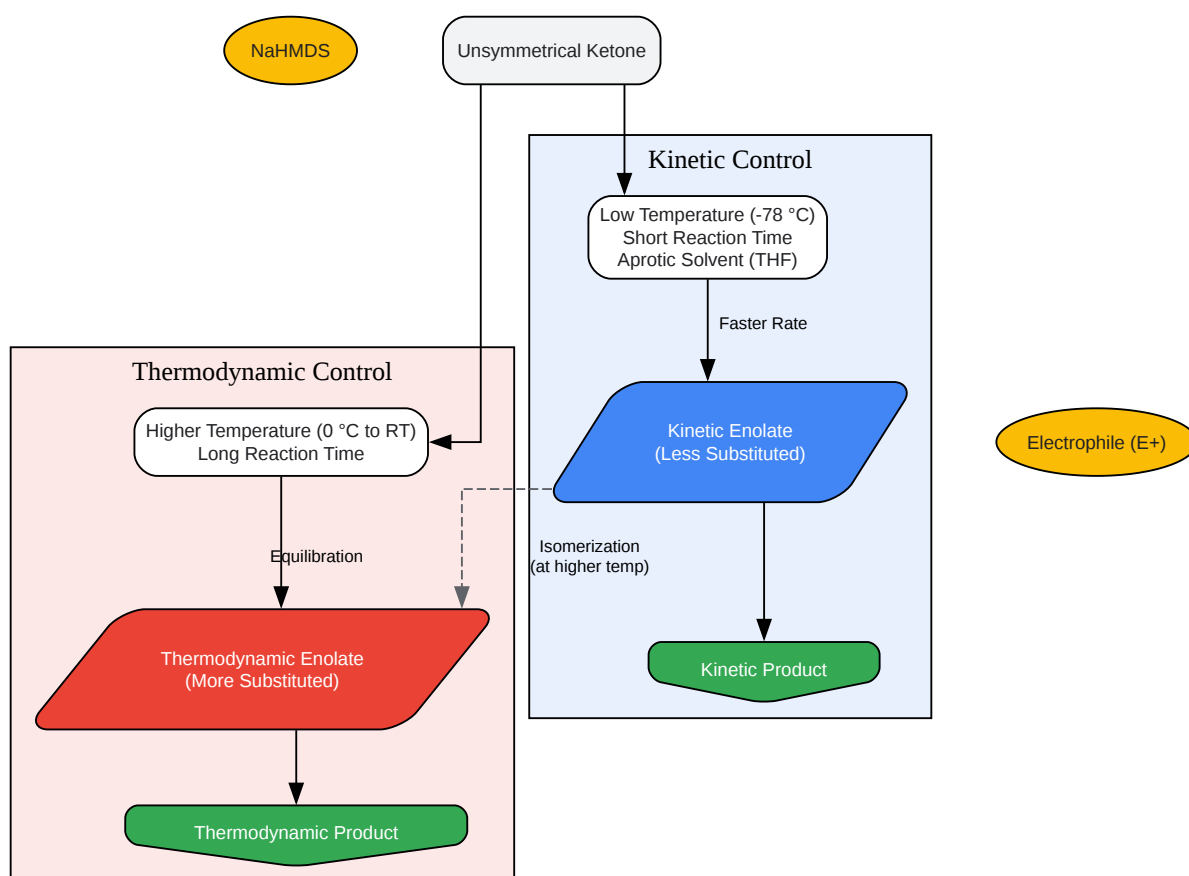 NaHMDS
Unsymmetrical Ketone
Kinetic Control
Low Temperature (-78 °C)
Short Reaction Time
Aprotic Solvent (THF)
Faster Rate
Thermodynamic Control
Higher Temperature (0 °C to RT)
Long Reaction Time
Kinetic Enolate
(Less Substituted)
Electrophile (E+)
Equilibration
Isomerization
(at higher temp)
Thermodynamic Enolate
(More Substituted)
Kinetic Product
Thermodynamic Product